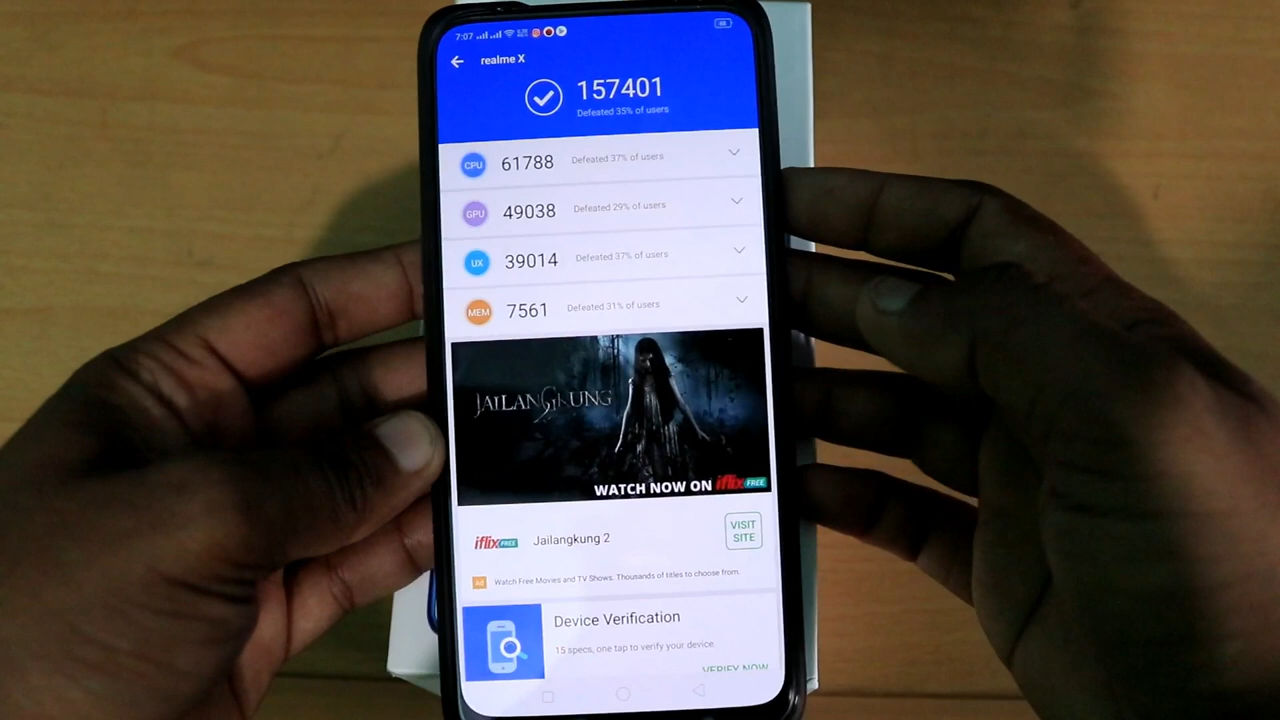 7:07
realme X
157401
Defeated 35% of users
CPU 61788 Defeated 37% of users
GPU 49038 Defeated 29% of users
UX 39014 Defeated 37% of users
MEM 7561 Defeated 31% of users
JAILANGKUNG
WATCH NOW ON iflix FREE
iflix FREE Jailangkung 2
VISIT SITE
Ad Watch Free Movies and TV Shows. Thousands of titles to choose from.
Device Verification
15 specs, one tap to verify your device
VERIFY NOW